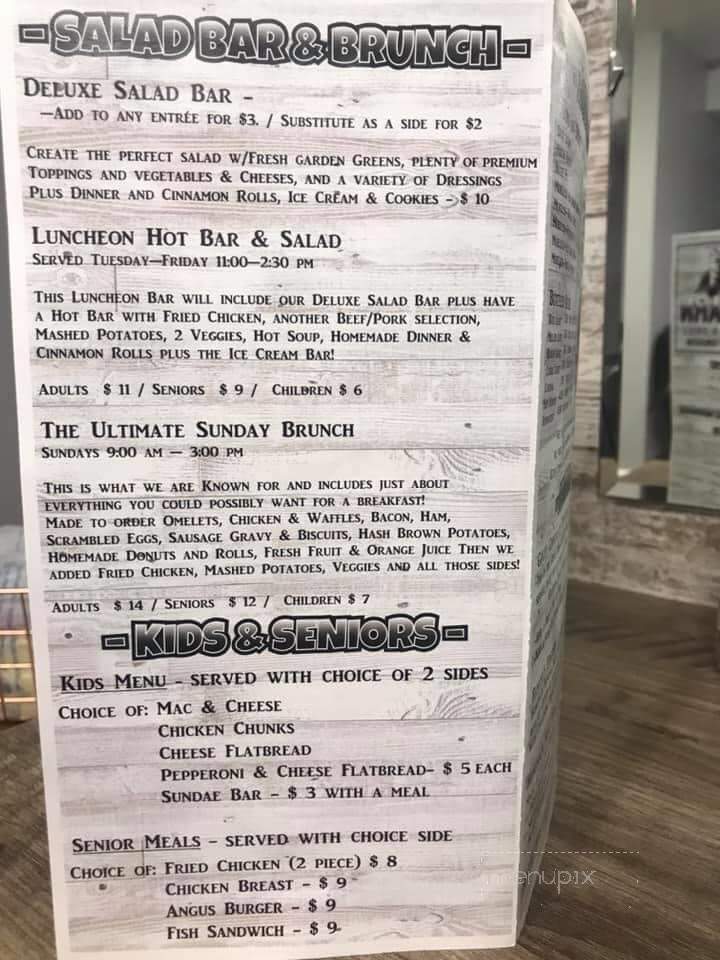 -SALAD BAR & BRUNCH-
DELUXE SALAD BAR –
—ADD TO ANY ENTRÉE FOR $3. / SUBSTITUTE AS A SIDE FOR $2
CREATE THE PERFECT SALAD W/FRESH GARDEN GREENS, PLENTY OF PREMIUM
TOPPINGS AND VEGETABLES & CHEESES, AND A VARIETY OF DRESSINGS
PLUS DINNER AND CINNAMON ROLLS, ICE CREAM & COOKIES - $ 10
LUNCHEON HOT BAR & SALAD
SERVED TUESDAY—FRIDAY 11:00—2:30 PM
THIS LUNCHEON BAR WILL INCLUDE OUR DELUXE SALAD BAR PLUS HAVE
A HOT BAR WITH FRIED CHICKEN, ANOTHER BEEF/PORK SELECTION,
MASHED POTATOES, 2 VEGGIES, HOT SOUP, HOMEMADE DINNER &
CINNAMON ROLLS PLUS THE ICE CREAM BAR!
ADULTS $ 11 / SENIORS $ 9 / CHILDREN $ 6
THE ULTIMATE SUNDAY BRUNCH
SUNDAYS 9:00 AM — 3:00 PM
THIS IS WHAT WE ARE KNOWN FOR AND INCLUDES JUST ABOUT
EVERYTHING YOU COULD POSSIBLY WANT FOR A BREAKFAST!
MADE TO ORDER OMELETS, CHICKEN & WAFFLES, BACON, HAM,
SCRAMBLED EGGS, SAUSAGE GRAVY & BISCUITS, HASH BROWN POTATOES,
HOMEMADE DONUTS AND ROLLS, FRESH FRUIT & ORANGE JUICE THEN WE
ADDED FRIED CHICKEN, MASHED POTATOES, VEGGIES AND ALL THOSE SIDES!
ADULTS $ 14 / SENIORS $ 12 / CHILDREN $ 7
-KIDS & SENIORS-
KIDS MENU – SERVED WITH CHOICE OF 2 SIDES
CHOICE OF: MAC & CHEESE
CHICKEN CHUNKS
CHEESE FLATBREAD
PEPPERONI & CHEESE FLATBREAD– $ 5 EACH
SUNDAE BAR – $ 3 WITH A MEAL
SENIOR MEALS – SERVED WITH CHOICE SIDE
CHOICE OF: FRIED CHICKEN (2 PIECE) $ 8
CHICKEN BREAST – $ 9
ANGUS BURGER – $ 9
FISH SANDWICH – $ 9
menupix